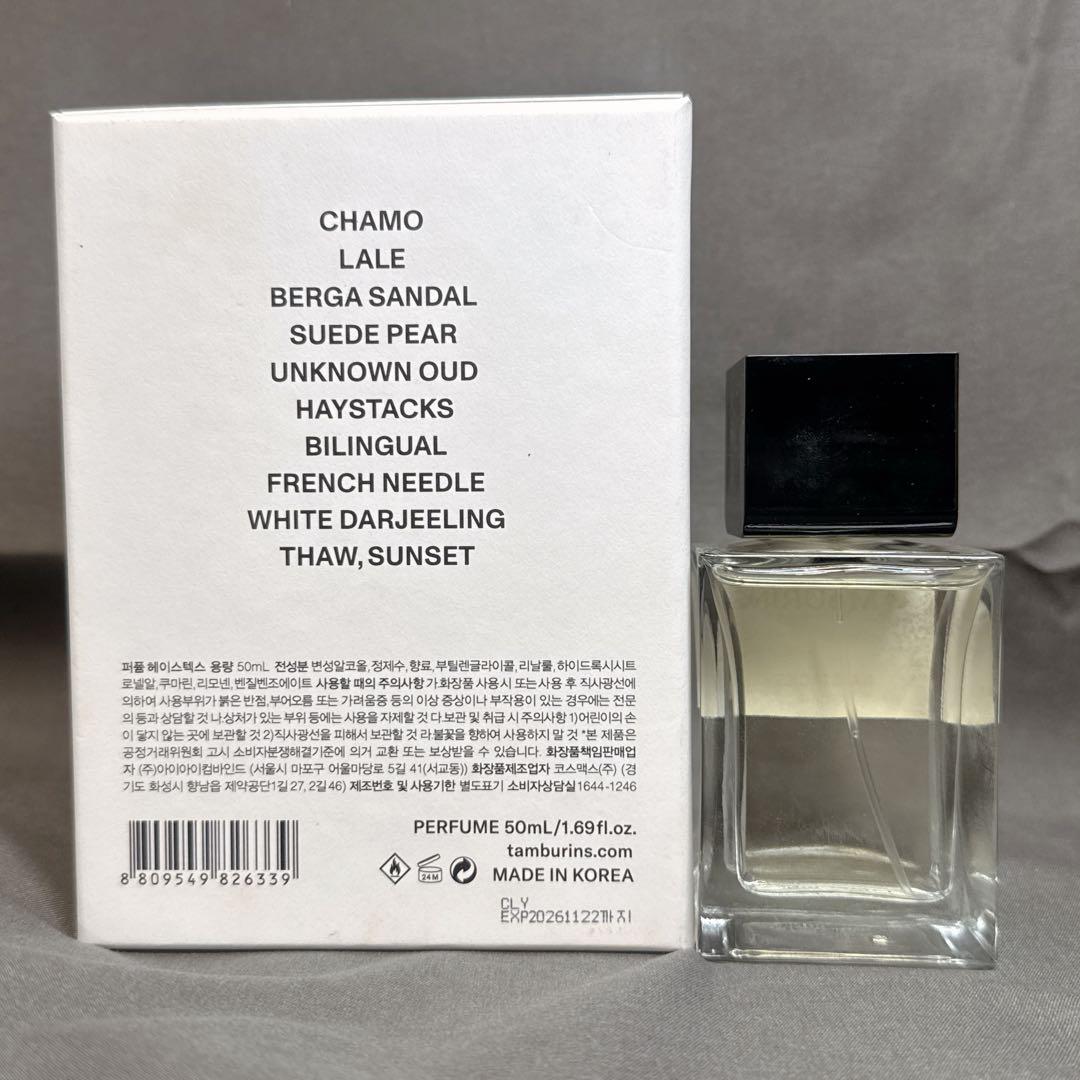 CHAMO
LALE
BERGA SANDAL
SUEDE PEAR
UNKNOWN OUD
HAYSTACKS
BILINGUAL
FRENCH NEEDLE
WHITE DARJEELING
THAW, SUNSET
퍼퓸 헤이스텍스 용량 50mL 전성분 변성알코올,정제수,향료,부틸렌글라이콜,리날룰,하이드록시시트
로넬알,쿠마린,리모넨,벤질벤조에이트 사용할 때의 주의사항 가.화장품 사용 시 또는 사용 후 직사광선에
의하여 사용부위가 붉은 반점,부어오름 또는 가려움증 등의 이상 증상이나 부작용이 있는 경우에는 전문
의 등과 상담할 것 나.상처가 있는 부위 등에는 사용을 자제할 것 다.보관 및 취급 시 주의사항 1)어린이의 손
이 닿지 않는 곳에 보관할 것 2)직사광선을 피해서 보관할 것 라.불꽃을 향하여 사용하지 말 것 *본 제품은
공정거래위원회 고시 소비자분쟁해결기준에 의거 교환 또는 보상받을 수 있습니다. 화장품책임판매업
자 (주)아이아이컴바인드 (서울시 마포구 어울마당로 5길 41(서교동)) 화장품제조업자 코스맥스(주) (경
기도 화성시 향남읍 제약공단1길 27, 2길 46) 제조번호 및 사용기한 별도표기 소비자상담실 1644-1246
8 809549 826339
PERFUME 50mL/1.69fl.oz.
tamburins.com
24M
MADE IN KOREA
CLY
EXP20261122까지